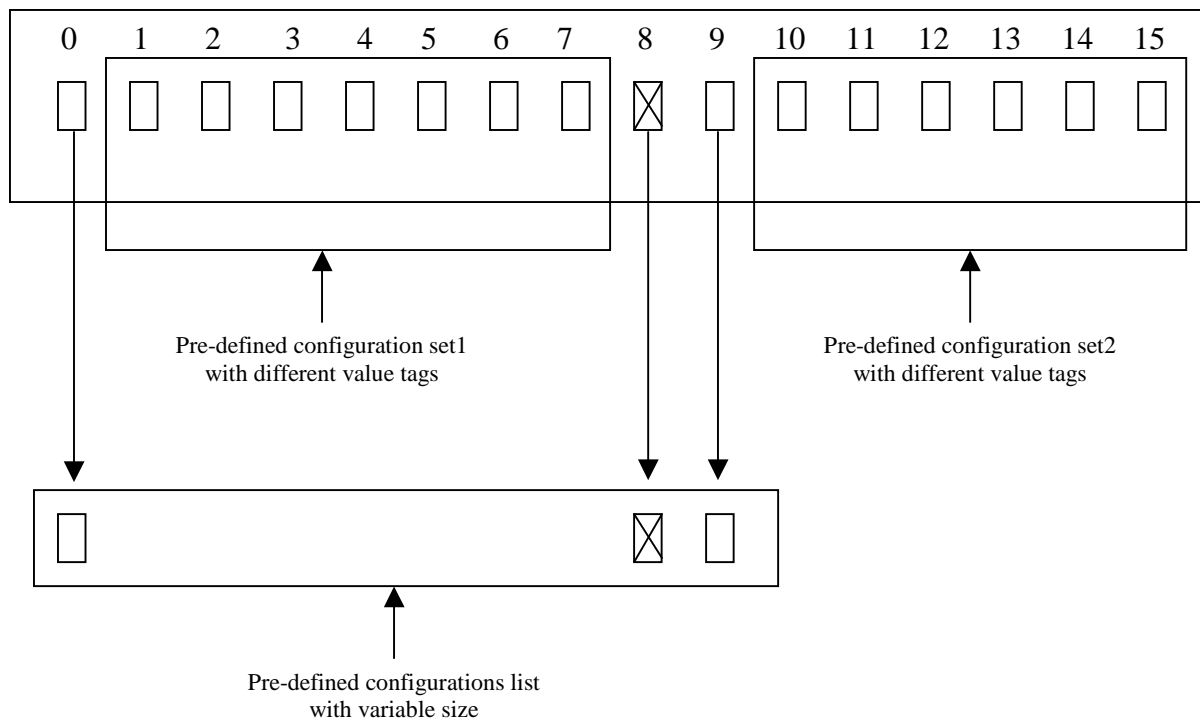 0 1 2 3 4 5 6 7 8 9 10 11 12 13 14 15
Pre-defined configuration set1
with different value tags
Pre-defined configuration set2
with different value tags
Pre-defined configurations list
with variable size